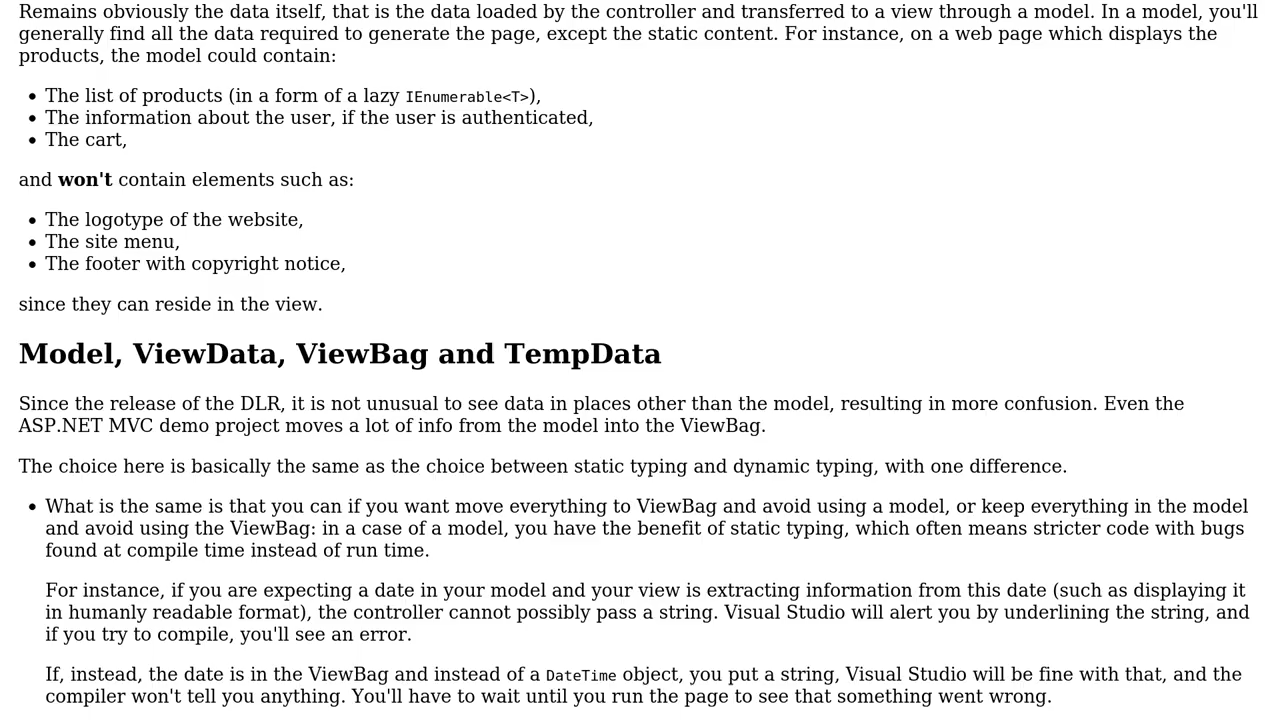 Remains obviously the data itself, that is the data loaded by the controller and transferred to a view through a model. In a model, you'll
generally find all the data required to generate the page, except the static content. For instance, on a web page which displays the
products, the model could contain:
• The list of products (in a form of a lazy IEnumerable<T>),
• The information about the user, if the user is authenticated,
• The cart,
and won't contain elements such as:
• The logotype of the website,
• The site menu,
• The footer with copyright notice,
since they can reside in the view.
Model, ViewData, ViewBag and TempData
Since the release of the DLR, it is not unusual to see data in places other than the model, resulting in more confusion. Even the
ASP.NET MVC demo project moves a lot of info from the model into the ViewBag.
The choice here is basically the same as the choice between static typing and dynamic typing, with one difference.
• What is the same is that you can if you want move everything to ViewBag and avoid using a model, or keep everything in the model
and avoid using the ViewBag: in a case of a model, you have the benefit of static typing, which often means stricter code with bugs
found at compile time instead of run time.
For instance, if you are expecting a date in your model and your view is extracting information from this date (such as displaying it
in humanly readable format), the controller cannot possibly pass a string. Visual Studio will alert you by underlining the string, and
if you try to compile, you'll see an error.
If, instead, the date is in the ViewBag and instead of a DateTime object, you put a string, Visual Studio will be fine with that, and the
compiler won't tell you anything. You'll have to wait until you run the page to see that something went wrong.